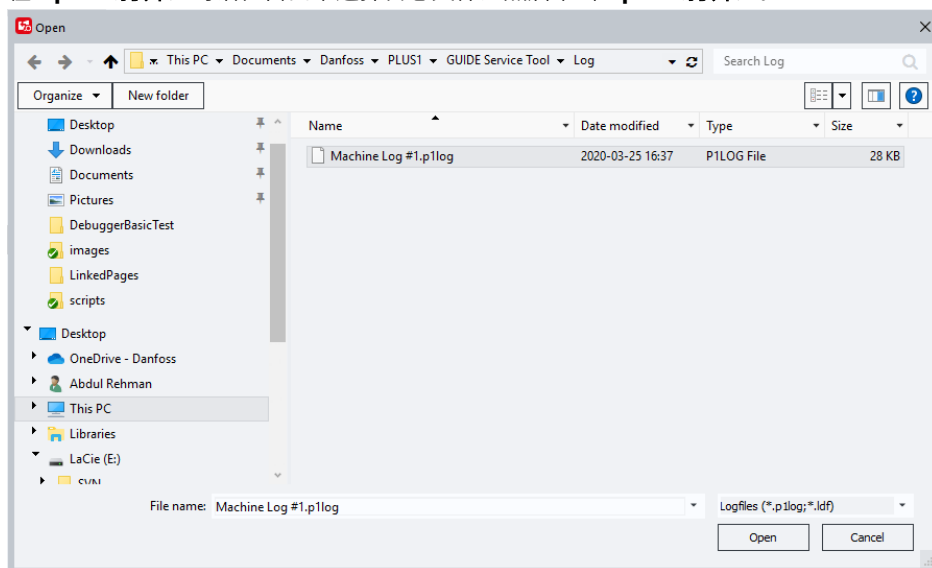 Open
This PC Documents Danfoss PLUS1 GUIDE Service Tool Log
Search Log
Organize New folder
Name Date modified Type Size
Machine Log #1.p1log 2020-03-25 16:37 P1LOG File 28 KB
Desktop
Downloads
Documents
Pictures
DebuggerBasicTest
images
LinkedPages
scripts
Desktop
OneDrive - Danfoss
Abdul Rehman
This PC
Libraries
LaCie (E:)
File name: Machine Log #1.p1log
Logfiles (*.p1log;*.ldf)
Open Cancel